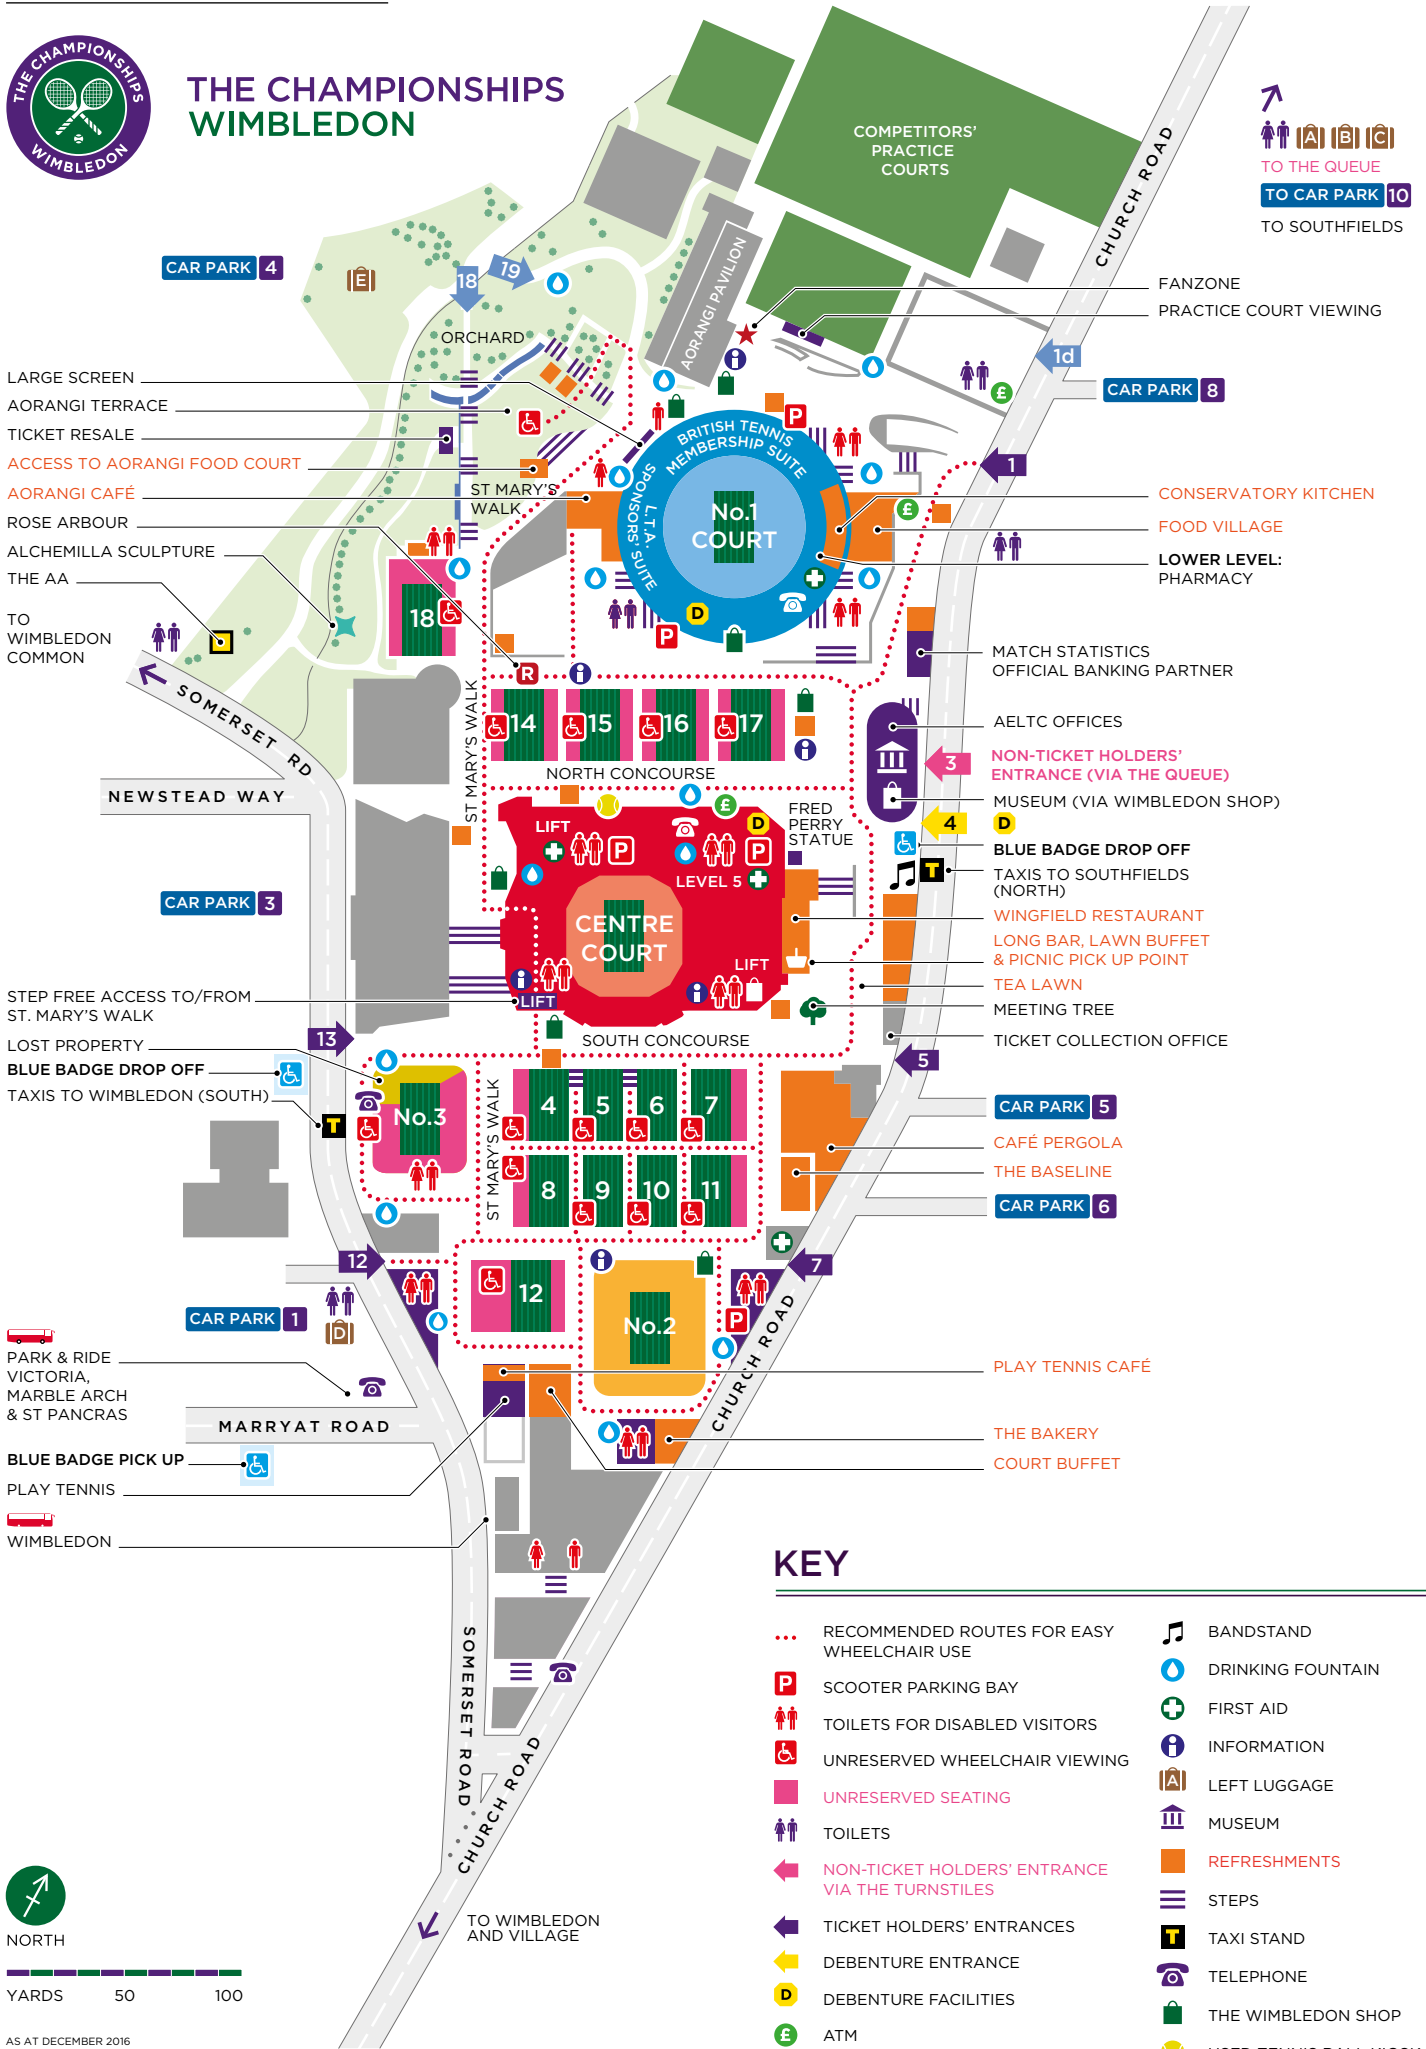 THE CHAMPIONSHIPS
WIMBLEDON
THE CHAMPIONSHIPS
WIMBLEDON
COMPETITORS'
PRACTICE
COURTS
CHURCH ROAD
A B C
TO THE QUEUE
TO CAR PARK 10
TO SOUTHFIELDS
CAR PARK 4
E
18
19
ORCHARD
AORANGI PAVILION
FANZONE
PRACTICE COURT VIEWING
1d
CAR PARK 8
£
LARGE SCREEN
AORANGI TERRACE
TICKET RESALE
ACCESS TO AORANGI FOOD COURT
AORANGI CAFÉ
ROSE ARBOUR
ALCHEMILLA SCULPTURE
THE AA
TO
WIMBLEDON
COMMON
ST MARY'S
WALK
BRITISH TENNIS
MEMBERSHIP SUITE
L.T.A.
SPONSORS' SUITE
No.1
COURT
P
D
P
£
1
CONSERVATORY KITCHEN
FOOD VILLAGE
LOWER LEVEL:
PHARMACY
MATCH STATISTICS
OFFICIAL BANKING PARTNER
AELTC OFFICES
3
NON-TICKET HOLDERS'
ENTRANCE (VIA THE QUEUE)
MUSEUM (VIA WIMBLEDON SHOP)
4
D
BLUE BADGE DROP OFF
T
TAXIS TO SOUTHFIELDS
(NORTH)
WINGFIELD RESTAURANT
LONG BAR, LAWN BUFFET
& PICNIC PICK UP POINT
TEA LAWN
MEETING TREE
TICKET COLLECTION OFFICE
18
R
ST MARY'S WALK
14
15
16
17
NORTH CONCOURSE
SOMERSET RD
NEWSTEAD WAY
CAR PARK 3
LIFT
P
£
D
P
LEVEL 5
FRED
PERRY
STATUE
CENTRE
COURT
LIFT
LIFT
SOUTH CONCOURSE
STEP FREE ACCESS TO/FROM
ST. MARY'S WALK
LOST PROPERTY
BLUE BADGE DROP OFF
TAXIS TO WIMBLEDON (SOUTH)
13
T
No.3
ST MARY'S WALK
4
5
6
7
8
9
10
11
5
CAR PARK 5
CAFÉ PERGOLA
THE BASELINE
CAR PARK 6
12
7
CAR PARK 1
D
12
No.2
P
CHURCH ROAD
PARK & RIDE
VICTORIA,
MARBLE ARCH
& ST PANCRAS
MARRYAT ROAD
BLUE BADGE PICK UP
PLAY TENNIS
WIMBLEDON
PLAY TENNIS CAFÉ
THE BAKERY
COURT BUFFET
SOMERSET ROAD
CHURCH ROAD
TO WIMBLEDON
AND VILLAGE
NORTH
YARDS 50 100
AS AT DECEMBER 2016
KEY
RECOMMENDED ROUTES FOR EASY
WHEELCHAIR USE
P SCOOTER PARKING BAY
TOILETS FOR DISABLED VISITORS
UNRESERVED WHEELCHAIR VIEWING
UNRESERVED SEATING
TOILETS
NON-TICKET HOLDERS' ENTRANCE
VIA THE TURNSTILES
TICKET HOLDERS' ENTRANCES
DEBENTURE ENTRANCE
D DEBENTURE FACILITIES
£ ATM
BANDSTAND
DRINKING FOUNTAIN
FIRST AID
INFORMATION
A LEFT LUGGAGE
MUSEUM
REFRESHMENTS
STEPS
T TAXI STAND
TELEPHONE
THE WIMBLEDON SHOP